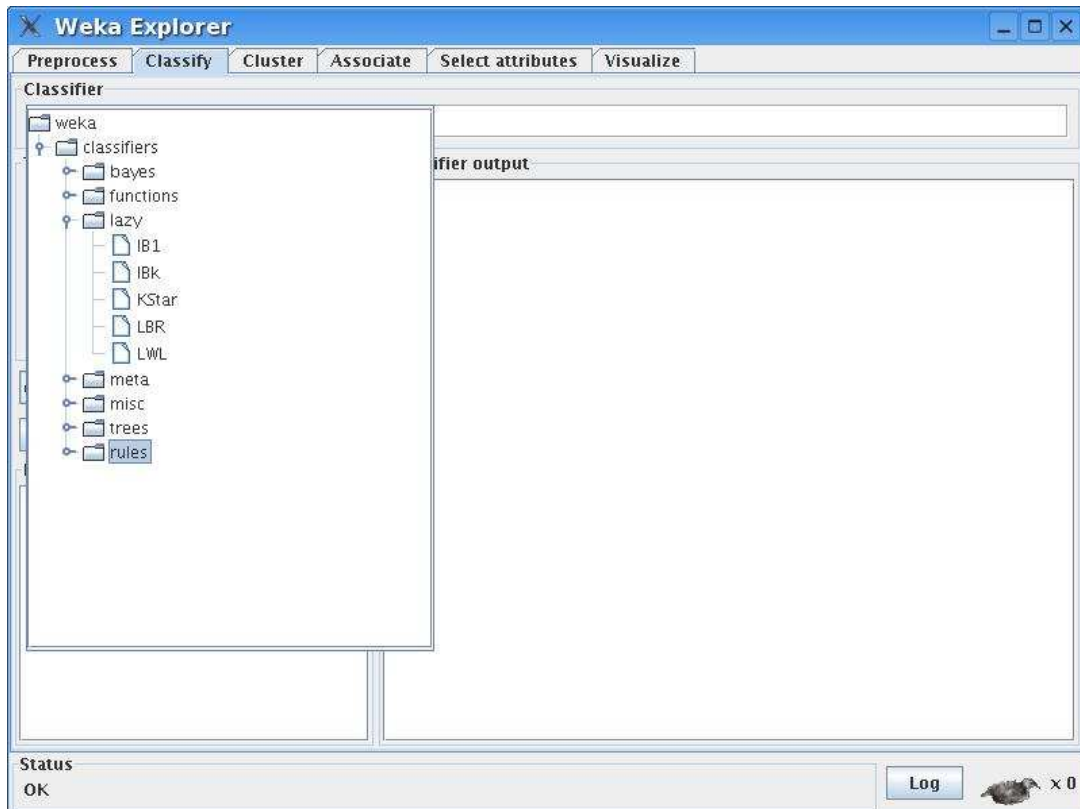 Weka Explorer
Preprocess Classify Cluster Associate Select attributes Visualize
Classifier
weka
classifiers
ifier output
bayes
functions
lazy
IB1
IBk
KStar
LBR
LWL
meta
misc
trees
rules
Status
OK
Log
x 0